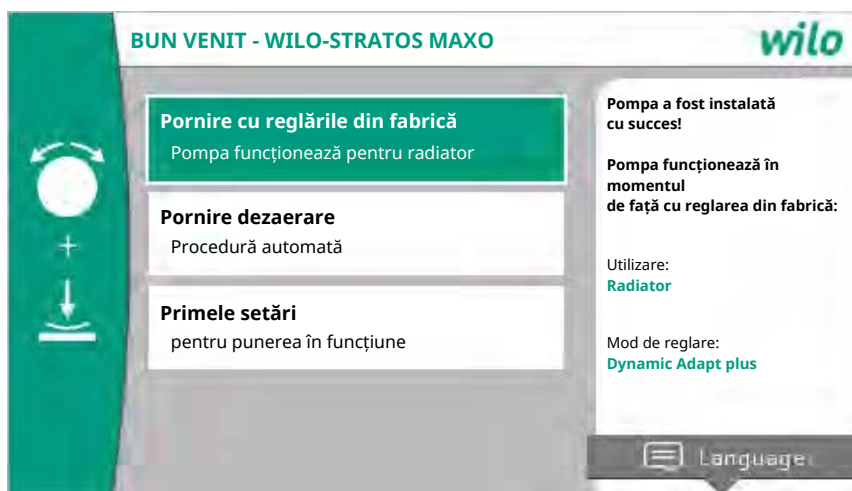 BUN VENIT - WILO-STRATOS MAXO
wilo
Pornire cu reglările din fabrică
Pompa funcționează pentru radiator
Pornire dezaerare
Procedură automată
Primele setări
pentru punerea în funcțiune
Pompa a fost instalată
cu succes!
Pompa funcționează în
momentul
de față cu reglarea din fabrică:
Utilizare:
Radiator
Mod de reglare:
Dynamic Adapt plus
Language